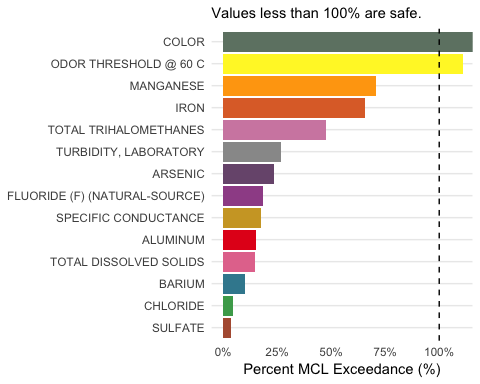 Values less than 100% are safe.
COLOR
ODOR THRESHOLD @ 60 C
MANGANESE
IRON
TOTAL TRIHALOMETHANES
TURBIDITY, LABORATORY
ARSENIC
FLUORIDE (F) (NATURAL-SOURCE)
SPECIFIC CONDUCTANCE
ALUMINUM
TOTAL DISSOLVED SOLIDS
BARIUM
CHLORIDE
SULFATE
0% 25% 50% 75% 100%
Percent MCL Exceedance (%)